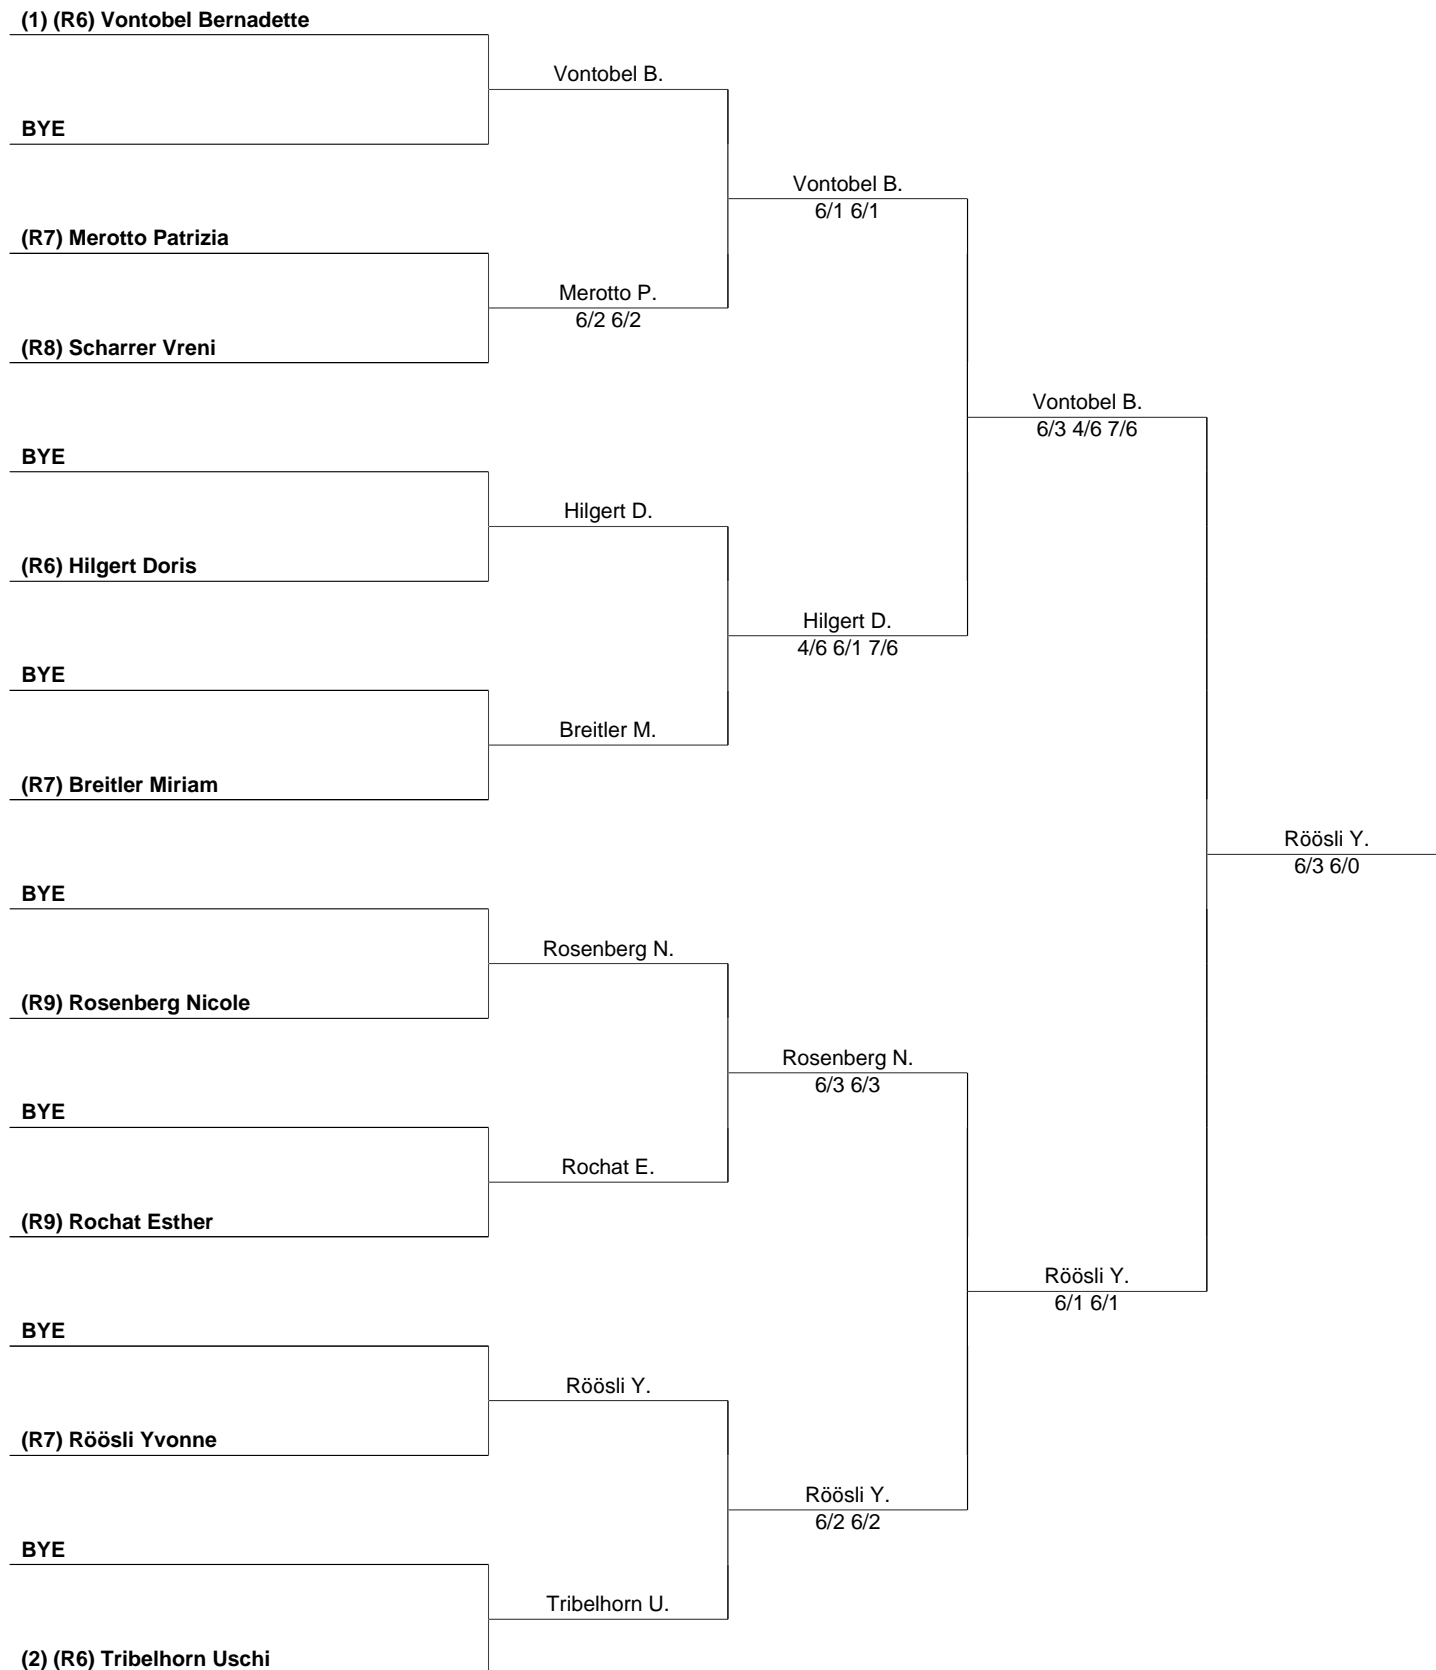 (1) (R6) Vontobel Bernadette
Vontobel B.
BYE
Vontobel B.
6/1 6/1
(R7) Merotto Patrizia
Merotto P.
6/2 6/2
(R8) Scharrer Vreni
Vontobel B.
6/3 4/6 7/6
BYE
Hilgert D.
(R6) Hilgert Doris
Hilgert D.
4/6 6/1 7/6
BYE
Breitler M.
(R7) Breitler Miriam
Röösli Y.
6/3 6/0
BYE
Rosenberg N.
(R9) Rosenberg Nicole
Rosenberg N.
6/3 6/3
BYE
Rochat E.
(R9) Rochat Esther
Röösli Y.
6/1 6/1
BYE
Röösli Y.
(R7) Röösli Yvonne
Röösli Y.
6/2 6/2
BYE
Tribelhorn U.
(2) (R6) Tribelhorn Uschi